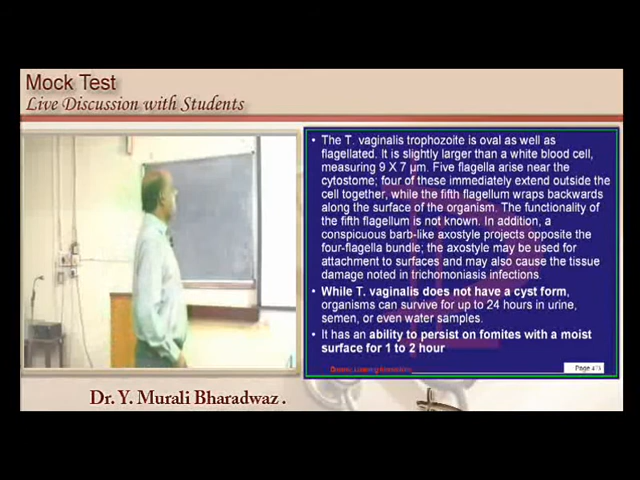 Mock Test
Live Discussion with Students
• The T. vaginalis trophozoite is oval as well as
flagellated. It is slightly larger than a white blood cell,
measuring 9 X 7 μm. Five flagella arise near the
cytostome; four of these immediately extend outside the
cell together, while the fifth flagellum wraps backwards
along the surface of the organism. The functionality of
the fifth flagellum is not known. In addition, a
conspicuous barb-like axostyle projects opposite the
four-flagella bundle; the axostyle may be used for
attachment to surfaces and may also cause the tissue
damage noted in trichomoniasis infections.
• While T. vaginalis does not have a cyst form,
organisms can survive for up to 24 hours in urine,
semen, or even water samples.
• It has an ability to persist on fomites with a moist
surface for 1 to 2 hour
Page
Dr. Y. Murali Bharadwaz .